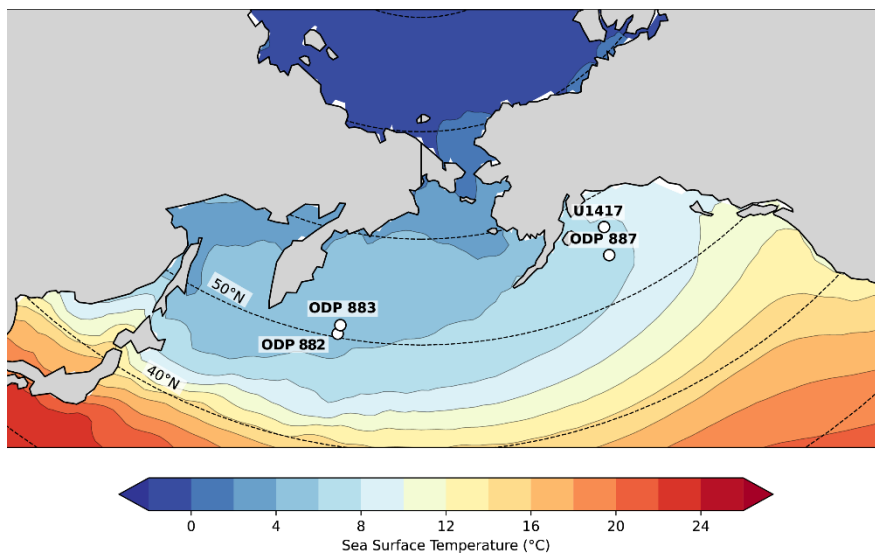 U1417
ODP 887
50°N
ODP 883
ODP 882
40°N
0 4 8 12 16 20 24
Sea Surface Temperature (°C)